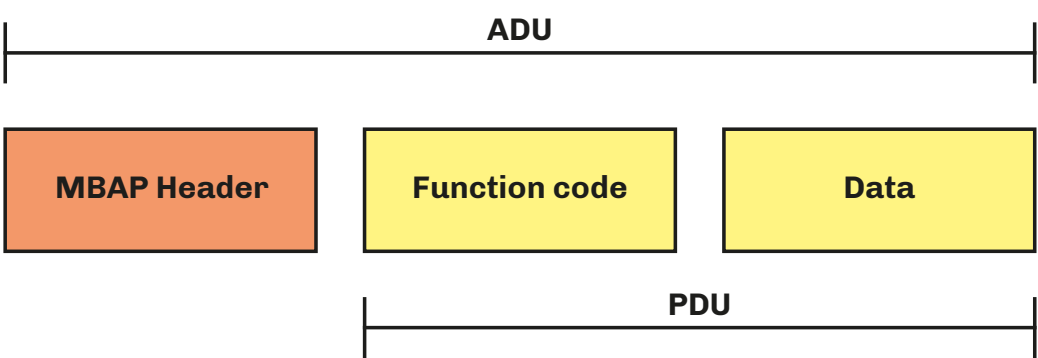 ADU
MBAP Header
Function code
Data
PDU